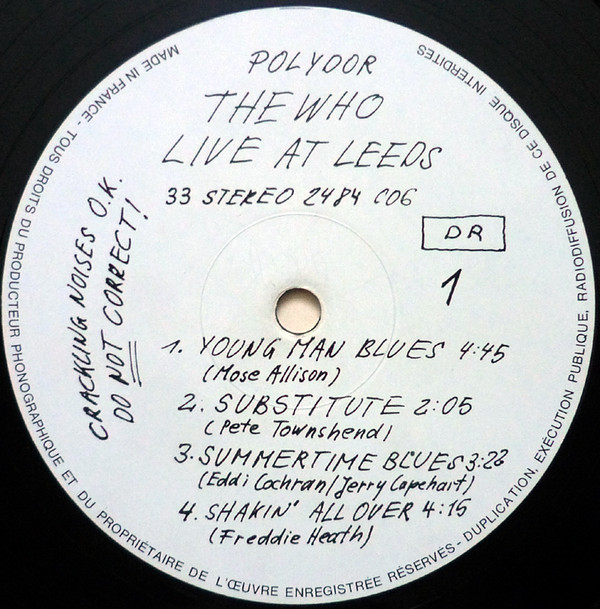 POLYDOR
THE WHO
LIVE AT LEEDS
33 STEREO 2484 006
DR
1
CRACKLING NOISES O.K.
DO NOT CORRECT!
1. YOUNG MAN BLUES 4:45
(Mose Allison)
2. SUBSTITUTE 2:05
(Pete Townshend)
3. SUMMERTIME BLUES 3:22
(Eddi Cochran/Jerry Capehart)
4. SHAKIN' ALL OVER 4:15
(Freddie Heath)
MADE IN FRANCE - TOUS DROITS DU PRODUCTEUR PHONOGRAPHIQUE ET DU PROPRIÉTAIRE DE L'ŒUVRE ENREGISTRÉE RÉSERVÉS - DUPLICATION, EXÉCUTION PUBLIQUE, RADIODIFFUSION DE CE DISQUE INTERDITES